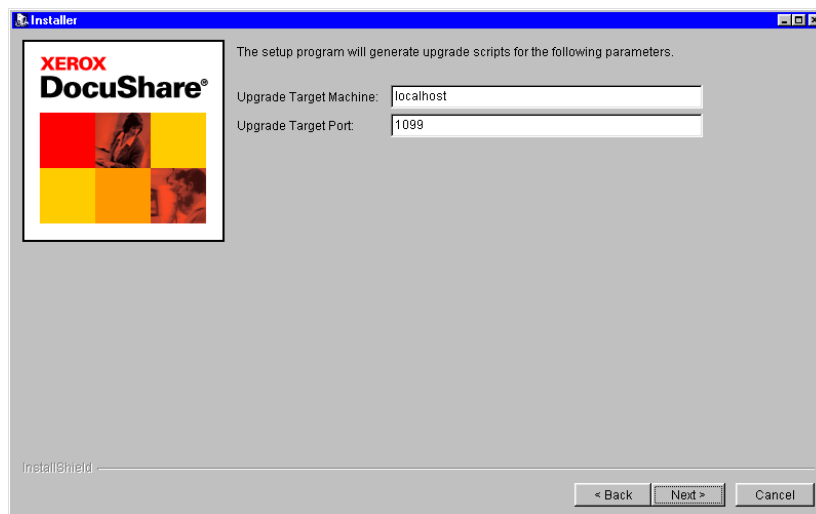 Installer
XEROX
DocuShare®
The setup program will generate upgrade scripts for the following parameters.
Upgrade Target Machine: localhost
Upgrade Target Port: 1099
InstallShield
< Back Next > Cancel